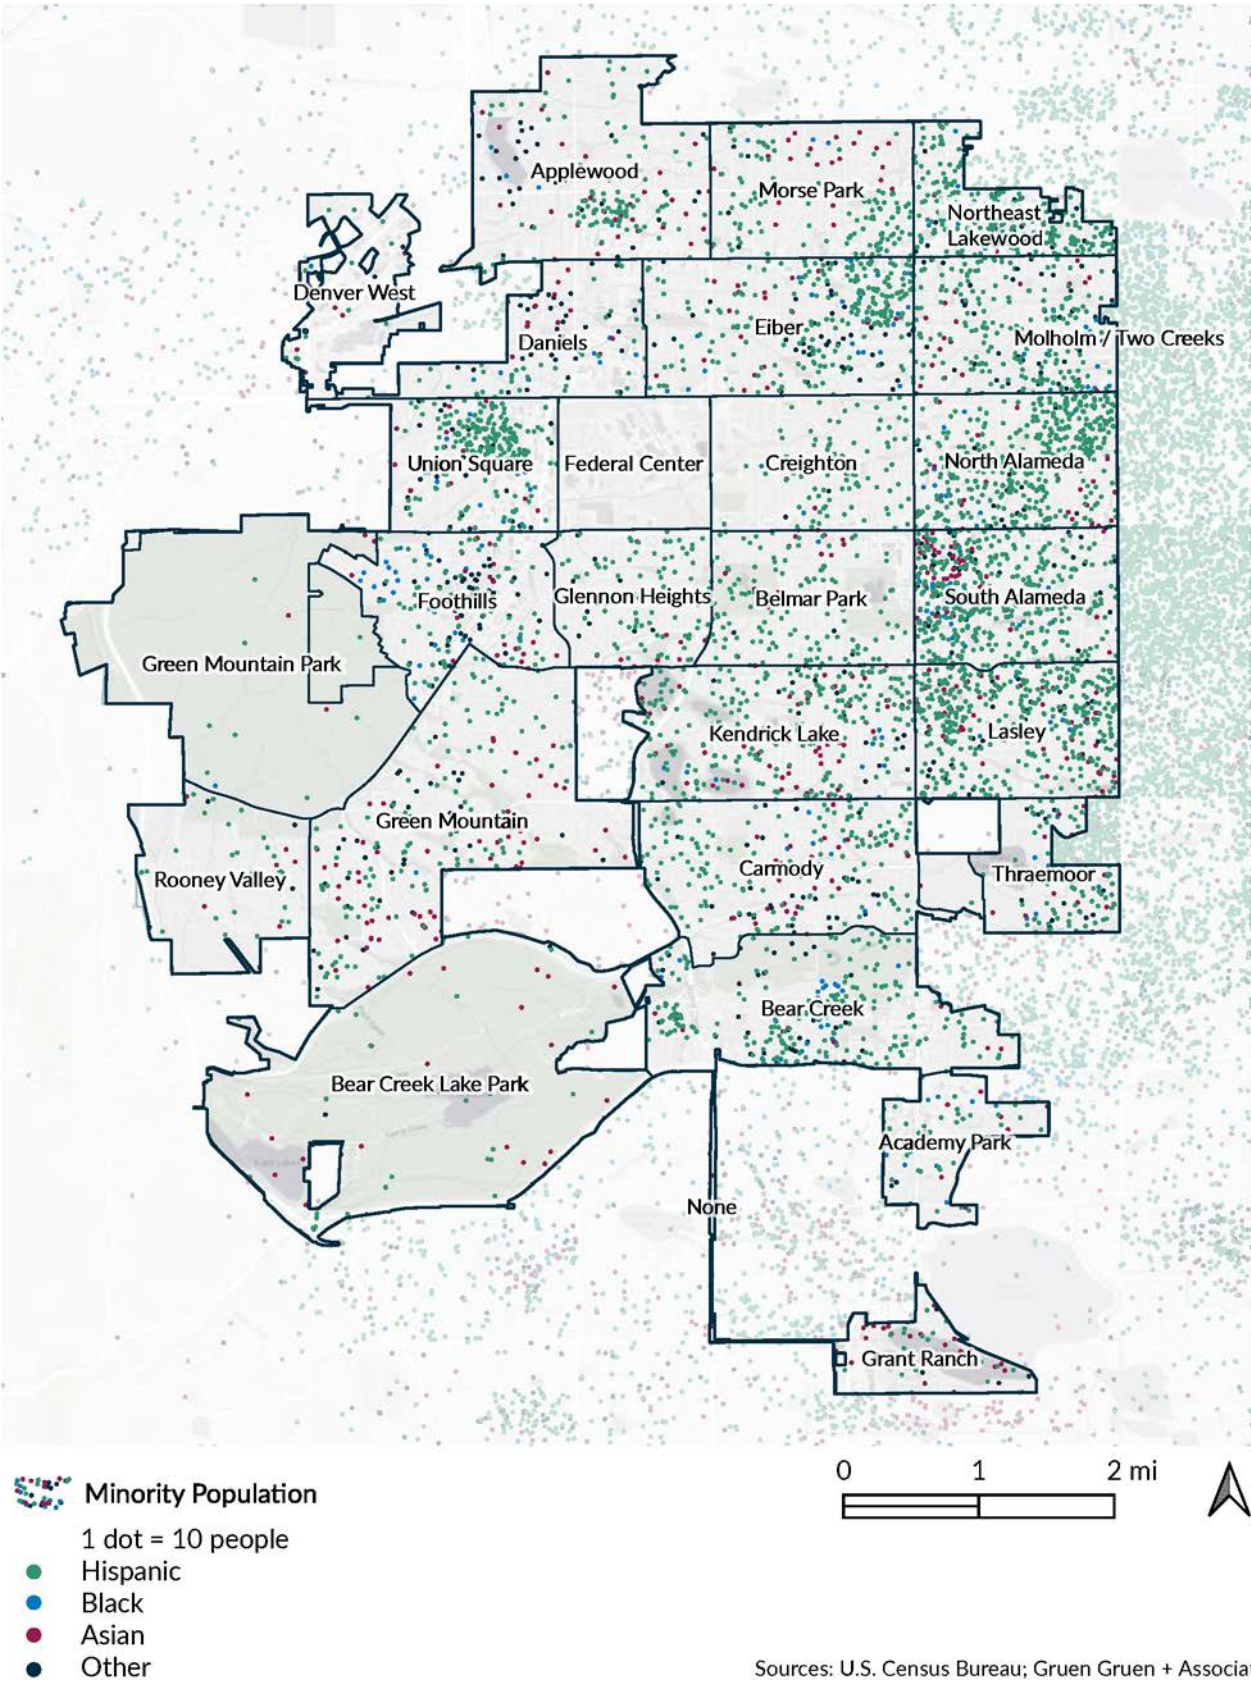 Applewood
Morse Park
Northeast
Lakewood
Denver West
Daniels
Eiber
Molholm / Two Creeks
Union Square
Federal Center
Creighton
North Alameda
Foothills
Glennon Heights
Belmar Park
South Alameda
Green Mountain Park
Kendrick Lake
Lasley
Green Mountain
Rooney Valley
Carmody
Thraemoor
Bear Creek
Bear Creek Lake Park
Academy Park
None
Grant Ranch
0 1 2 mi
Minority Population
1 dot = 10 people
Hispanic
Black
Asian
Other
Sources: U.S. Census Bureau; Gruen Gruen + Associa